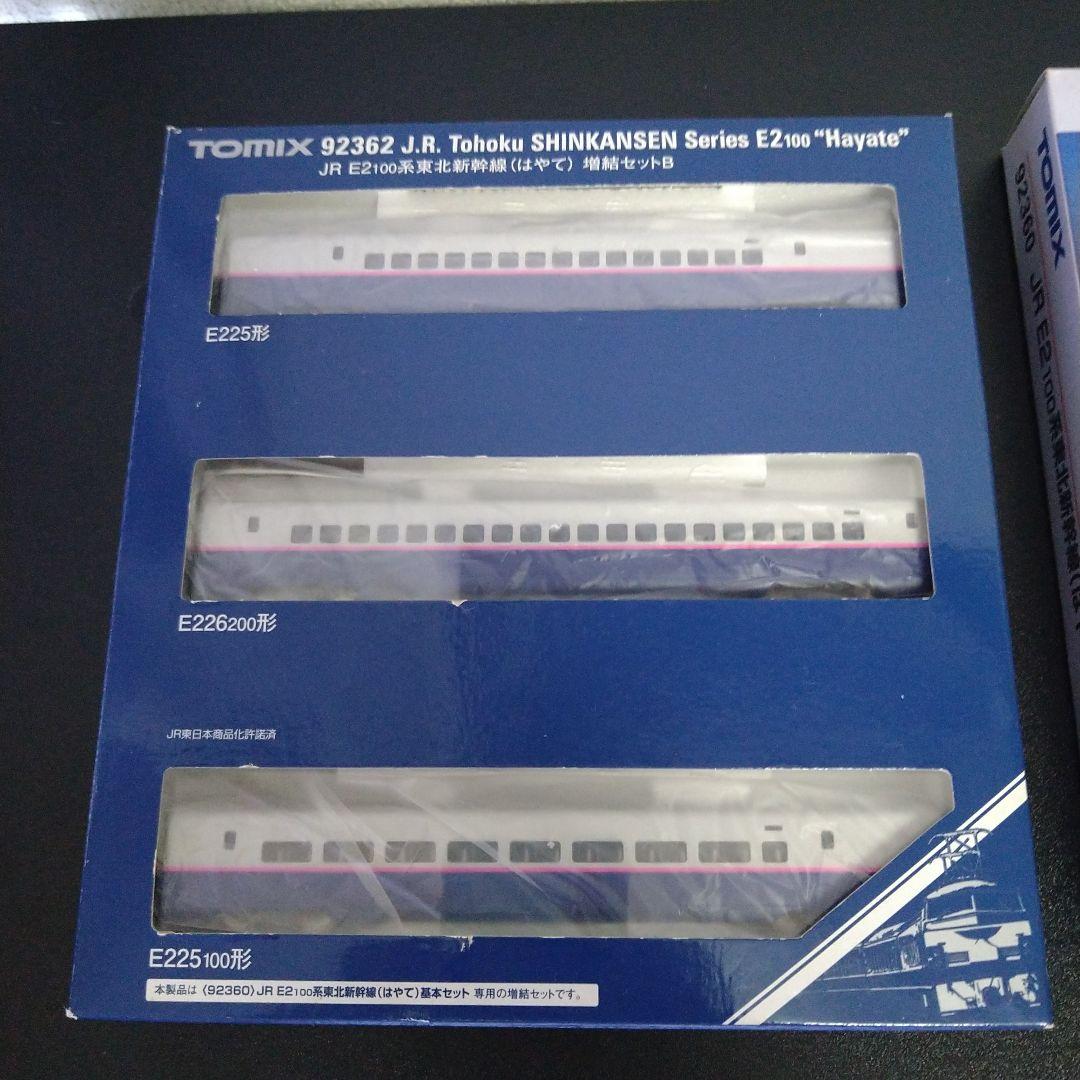 TOMIX 92362 J.R. Tohoku SHINKANSEN Series E2100 “Hayate”
JR E2100系東北新幹線(はやて) 増結セットB
E225形
E226200形
JR東日本商品化許諾済
E225100形
本製品は〈92360〉JR E2100系東北新幹線(はやて)基本セット 専用の増結セットです。
TOMIX
92360 JR E2100系東北新幹線(はや